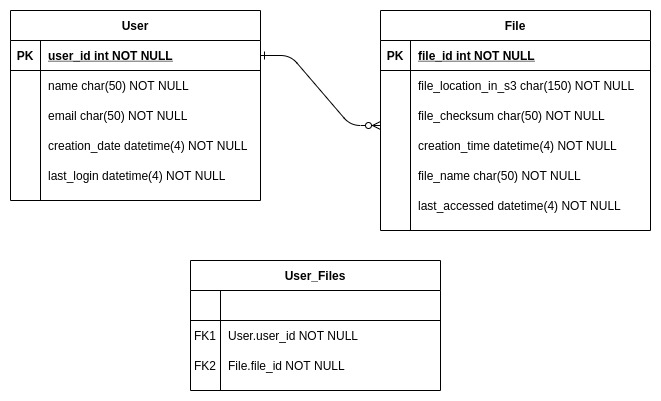 User
PK user_id int NOT NULL
name char(50) NOT NULL
email char(50) NOT NULL
creation_date datetime(4) NOT NULL
last_login datetime(4) NOT NULL
File
PK file_id int NOT NULL
file_location_in_s3 char(150) NOT NULL
file_checksum char(50) NOT NULL
creation_time datetime(4) NOT NULL
file_name char(50) NOT NULL
last_accessed datetime(4) NOT NULL
User_Files
FK1 User.user_id NOT NULL
FK2 File.file_id NOT NULL